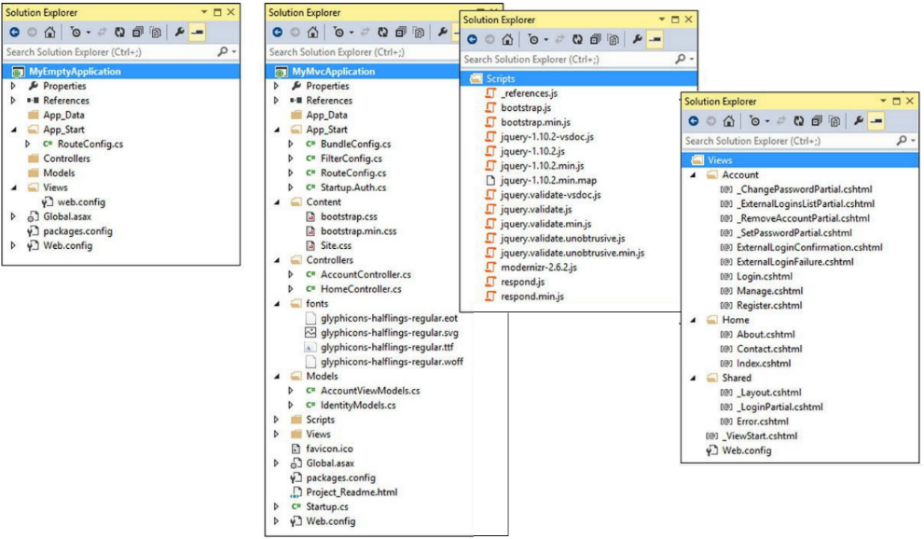 Solution Explorer
Search Solution Explorer (Ctrl+;)
MyEmptyApplication
Properties
References
App_Data
App_Start
RouteConfig.cs
Controllers
Models
Views
web.config
Global.asax
packages.config
Web.config
Solution Explorer
Search Solution Explorer (Ctrl+;)
MyMvcApplication
Properties
References
App_Data
App_Start
BundleConfig.cs
FilterConfig.cs
RouteConfig.cs
Startup.Auth.cs
Content
bootstrap.css
bootstrap.min.css
Site.css
Controllers
AccountController.cs
HomeController.cs
fonts
glyphicons-halflings-regular.eot
glyphicons-halflings-regular.svg
glyphicons-halflings-regular.ttf
glyphicons-halflings-regular.woff
Models
AccountViewModels.cs
IdentityModels.cs
Scripts
Views
favicon.ico
Global.asax
packages.config
Project_Readme.html
Startup.cs
Web.config
Solution Explorer
Search Solution Explorer (Ctrl+;)
Scripts
_references.js
bootstrap.js
bootstrap.min.js
jquery-1.10.2-vsdoc.js
jquery-1.10.2.js
jquery-1.10.2.min.js
jquery-1.10.2.min.map
jquery.validate-vsdoc.js
jquery.validate.js
jquery.validate.min.js
jquery.validate.unobtrusive.js
jquery.validate.unobtrusive.min.js
modernizr-2.6.2.js
respond.js
respond.min.js
Solution Explorer
Search Solution Explorer (Ctrl+;)
Views
Account
_ChangePasswordPartial.cshtml
_ExternalLoginsListPartial.cshtml
_RemoveAccountPartial.cshtml
_SetPasswordPartial.cshtml
ExternalLoginConfirmation.cshtml
ExternalLoginFailure.cshtml
Login.cshtml
Manage.cshtml
Register.cshtml
Home
About.cshtml
Contact.cshtml
Index.cshtml
Shared
_Layout.cshtml
_LoginPartial.cshtml
Error.cshtml
_ViewStart.cshtml
Web.config